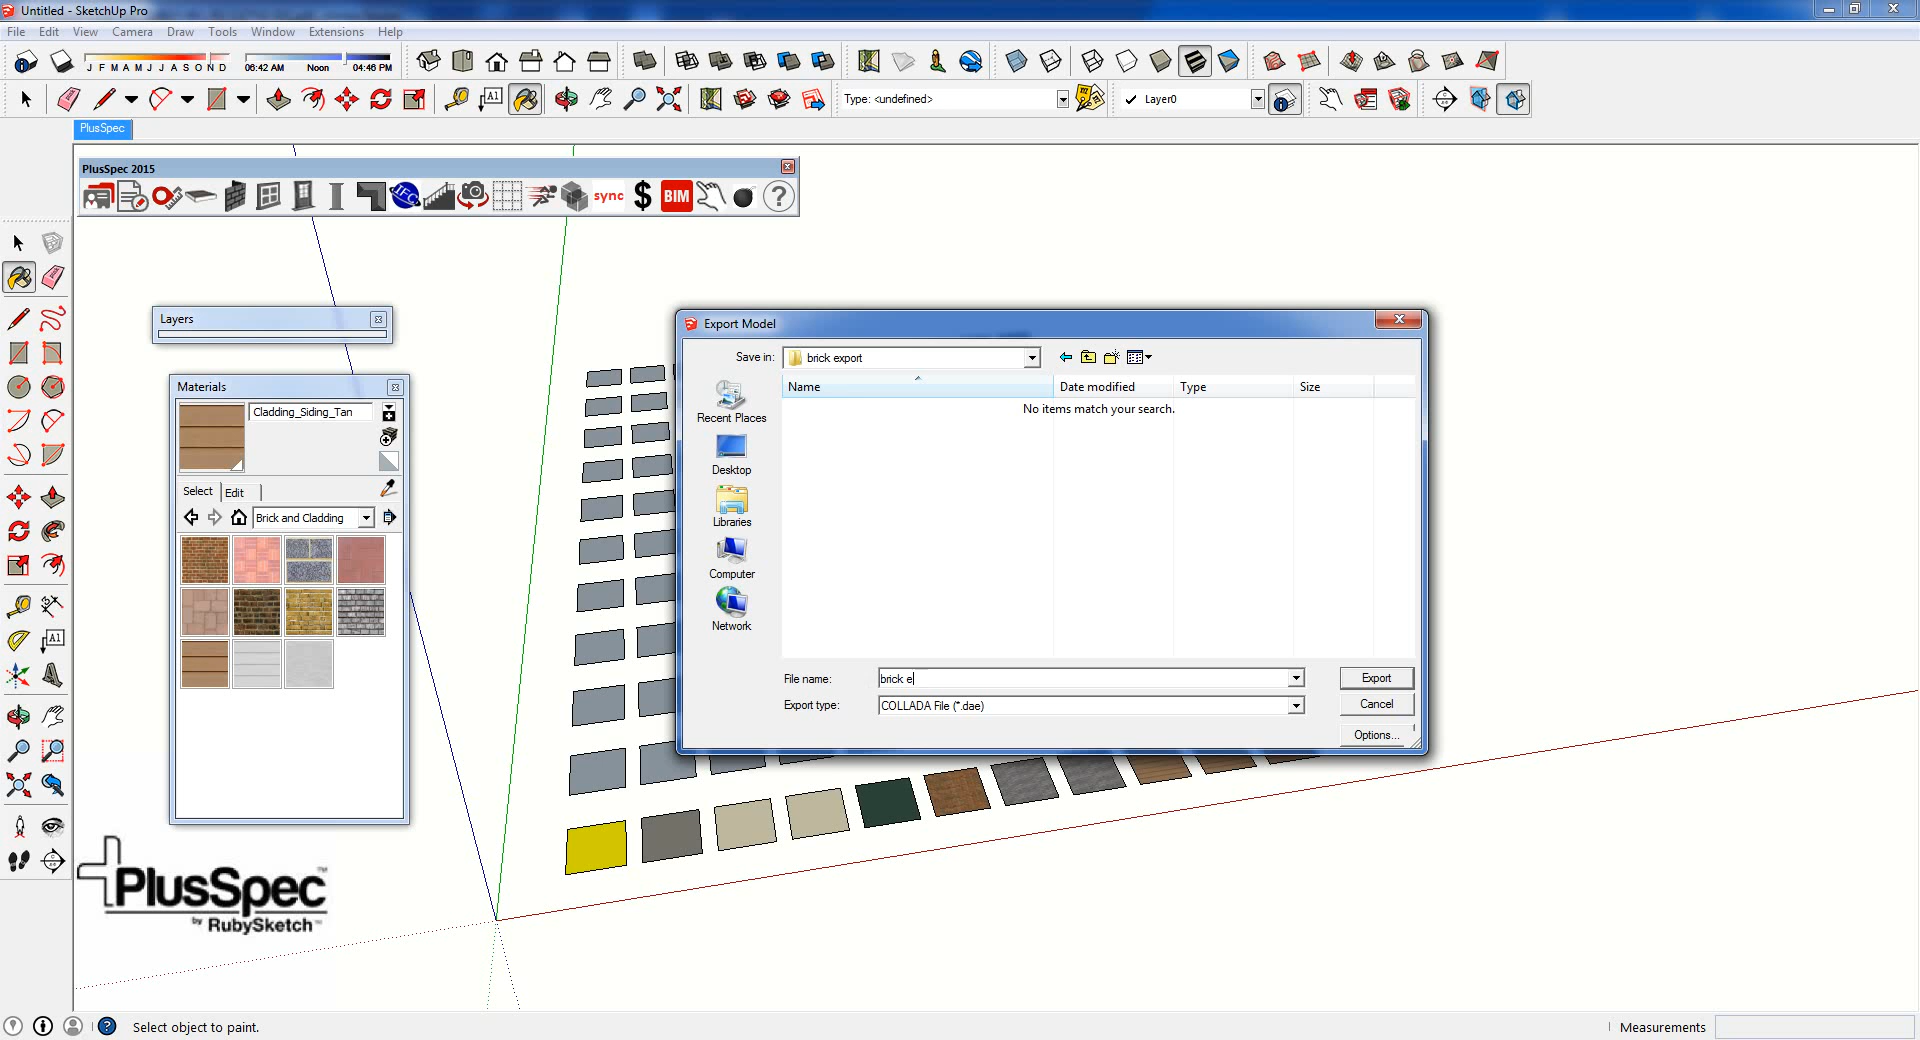 Untitled - SketchUp Pro
File Edit View Camera Draw Tools Window Extensions Help
J F M A M J J A S O N D
06:42 AM Noon 04:46 PM
A1
Type: <undefined>
Layer0
PlusSpec
PlusSpec 2015
IFC
sync
$
BIM
?
Layers
Materials
Cladding_Siding_Tan
Select Edit
Brick and Cladding
A1
Export Model
Save in: brick export
Name Date modified Type Size
No items match your search.
Recent Places
Desktop
Libraries
Computer
Network
File name: brick e
Export type: COLLADA File (*.dae)
Export
Cancel
Options...
PlusSpec
by RubySketch
Select object to paint.
Measurements